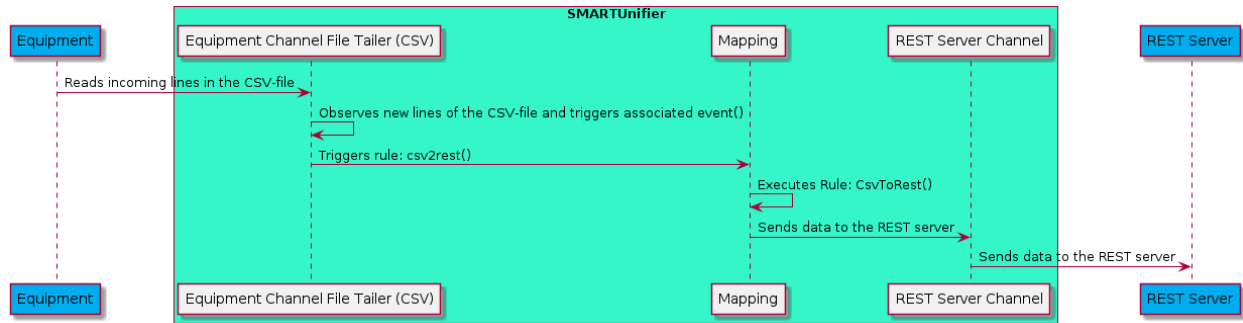 SMARTUnifier
Equipment
Equipment Channel File Tailer (CSV)
Mapping
REST Server Channel
REST Server
Reads incoming lines in the CSV-file
Observes new lines of the CSV-file and triggers associated event()
Triggers rule: csv2rest()
Executes Rule: CsvToRest()
Sends data to the REST server
Sends data to the REST server
Equipment
Equipment Channel File Tailer (CSV)
Mapping
REST Server Channel
REST Server